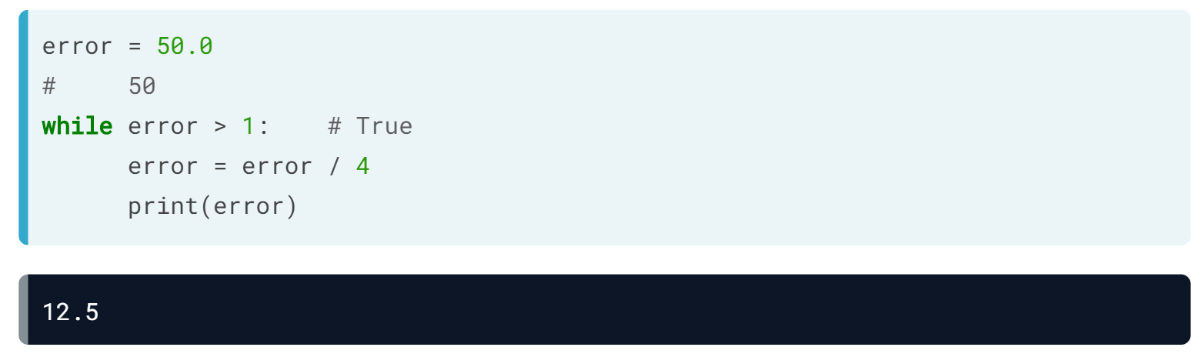 error = 50.0
#     50
while error > 1:    # True
      error = error / 4
      print(error)
12.5